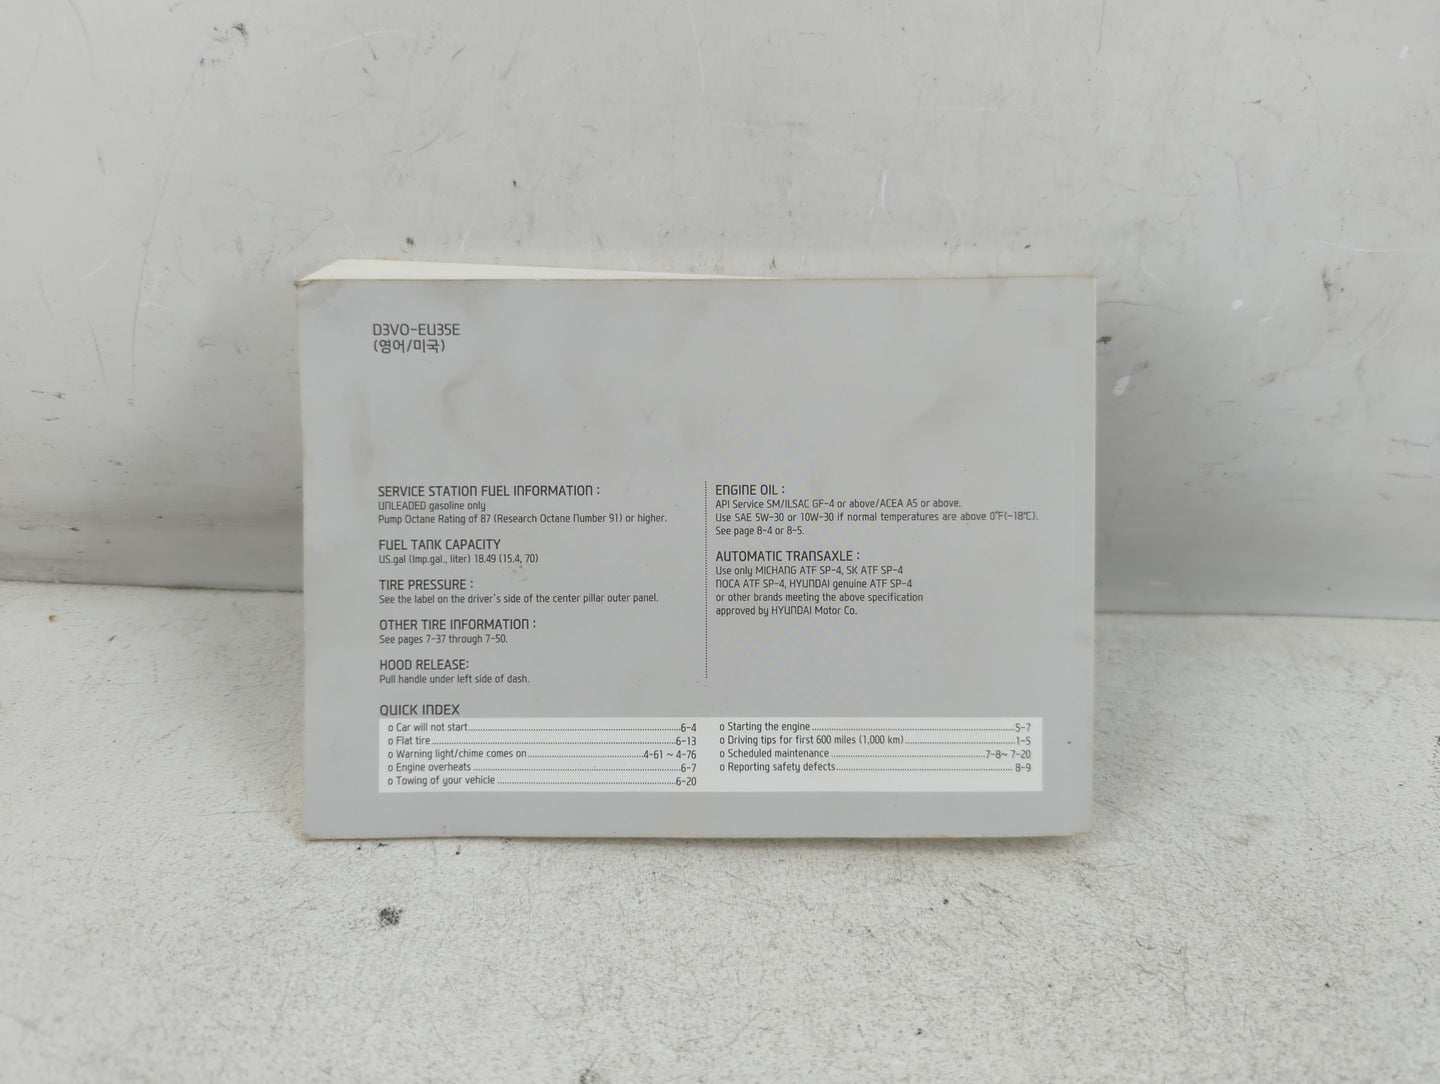 D3VO-EU35E
(영어/미국)
SERVICE STATION FUEL INFORMATION :
UNLEADED gasoline only
Pump Octane Rating of 87 (Research Octane Number 91) or higher.
FUEL TANK CAPACITY
US.gal (Imp.gal., liter) 18.49 (15.4, 70)
TIRE PRESSURE :
See the label on the driver's side of the center pillar outer panel.
OTHER TIRE INFORMATION :
See pages 7-37 through 7-50.
HOOD RELEASE:
Pull handle under left side of dash.
ENGINE OIL :
API Service SM/ILSAC GF-4 or above/ACEA A5 or above.
Use SAE 5W-30 or 10W-30 if normal temperatures are above 0°F(-18℃).
See page 8-4 or 8-5.
AUTOMATIC TRANSAXLE :
Use only MICHANG ATF SP-4, SK ATF SP-4
NOCA ATF SP-4, HYUNDAI genuine ATF SP-4
or other brands meeting the above specification
approved by HYUNDAI Motor Co.
QUICK INDEX
o Car will not start 6-4
o Flat tire 6-13
o Warning light/chime comes on 4-61 ~ 4-76
o Engine overheats 6-7
o Towing of your vehicle 6-20
o Starting the engine 5-7
o Driving tips for first 600 miles (1,000 km) 1-5
o Scheduled maintenance 7-8~ 7-20
o Reporting safety defects 8-9